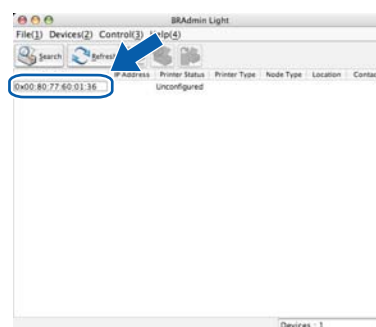 BRAdmin Light
File(1) Devices(2) Control(3) Help(4)
Search Refresh
IP Address Printer Status Printer Type Node Type Location Contac
0x00:80:77:60:01:36 Unconfigured
Devices : 1